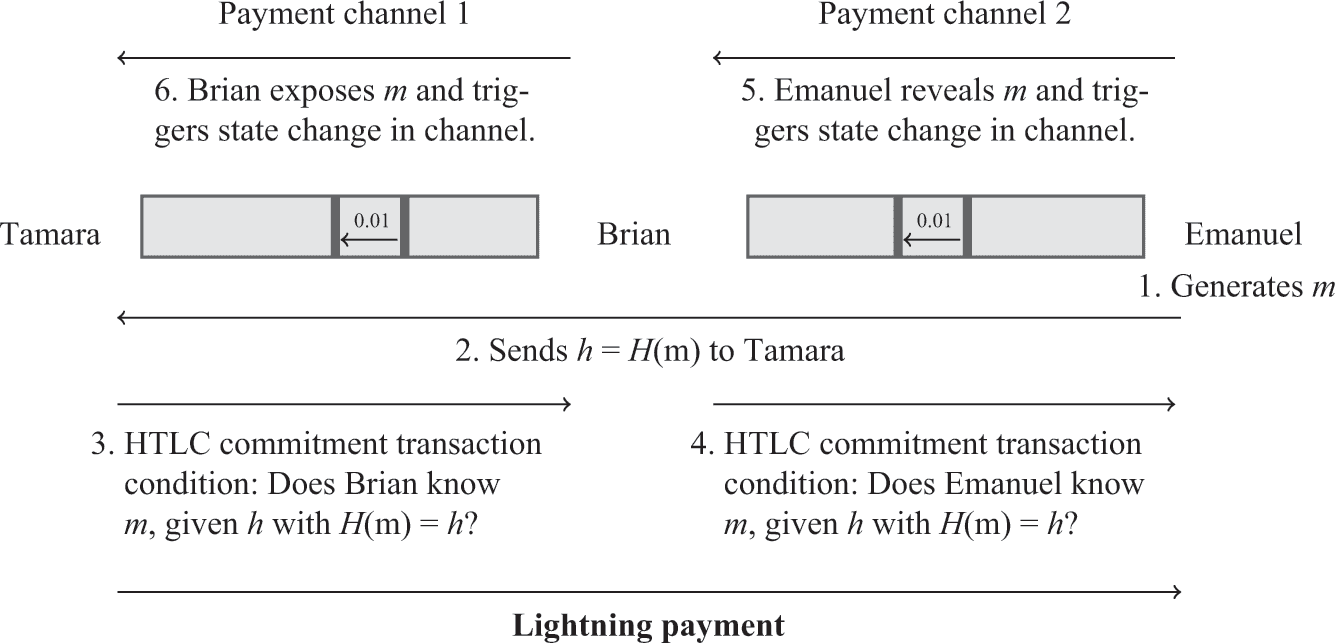 Payment channel 1
Payment channel 2
6. Brian exposes m and trig-
gers state change in channel.
5. Emanuel reveals m and trig-
gers state change in channel.
Tamara
0.01
Brian
0.01
Emanuel
1. Generates m
2. Sends h = H(m) to Tamara
3. HTLC commitment transaction
condition: Does Brian know
m, given h with H(m) = h?
4. HTLC commitment transaction
condition: Does Emanuel know
m, given h with H(m) = h?
Lightning payment